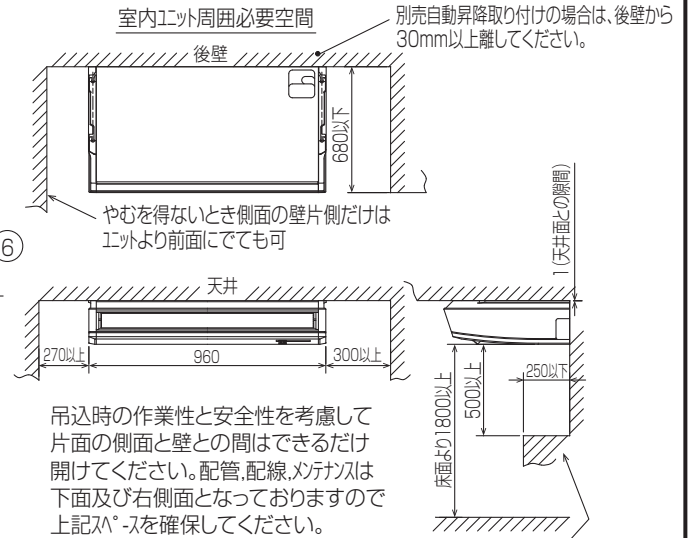 室内ユニット周囲必要空間
別売自動昇降取り付けの場合は、後壁から
30mm以上離してください。
後壁
680以下
やむを得ないとき側面の壁片側だけは
ユニットより前面にでても可
6
1(天井面との隙間)
天井
270以上
960
300以上
床面より1800以上
500以上
250以下
吊込時の作業性と安全性を考慮して
片面の側面と壁との間はできるだけ
開けてください。配管,配線,メンテナンスは
下面及び右側面となっておりますので
上記スペースを確保してください。